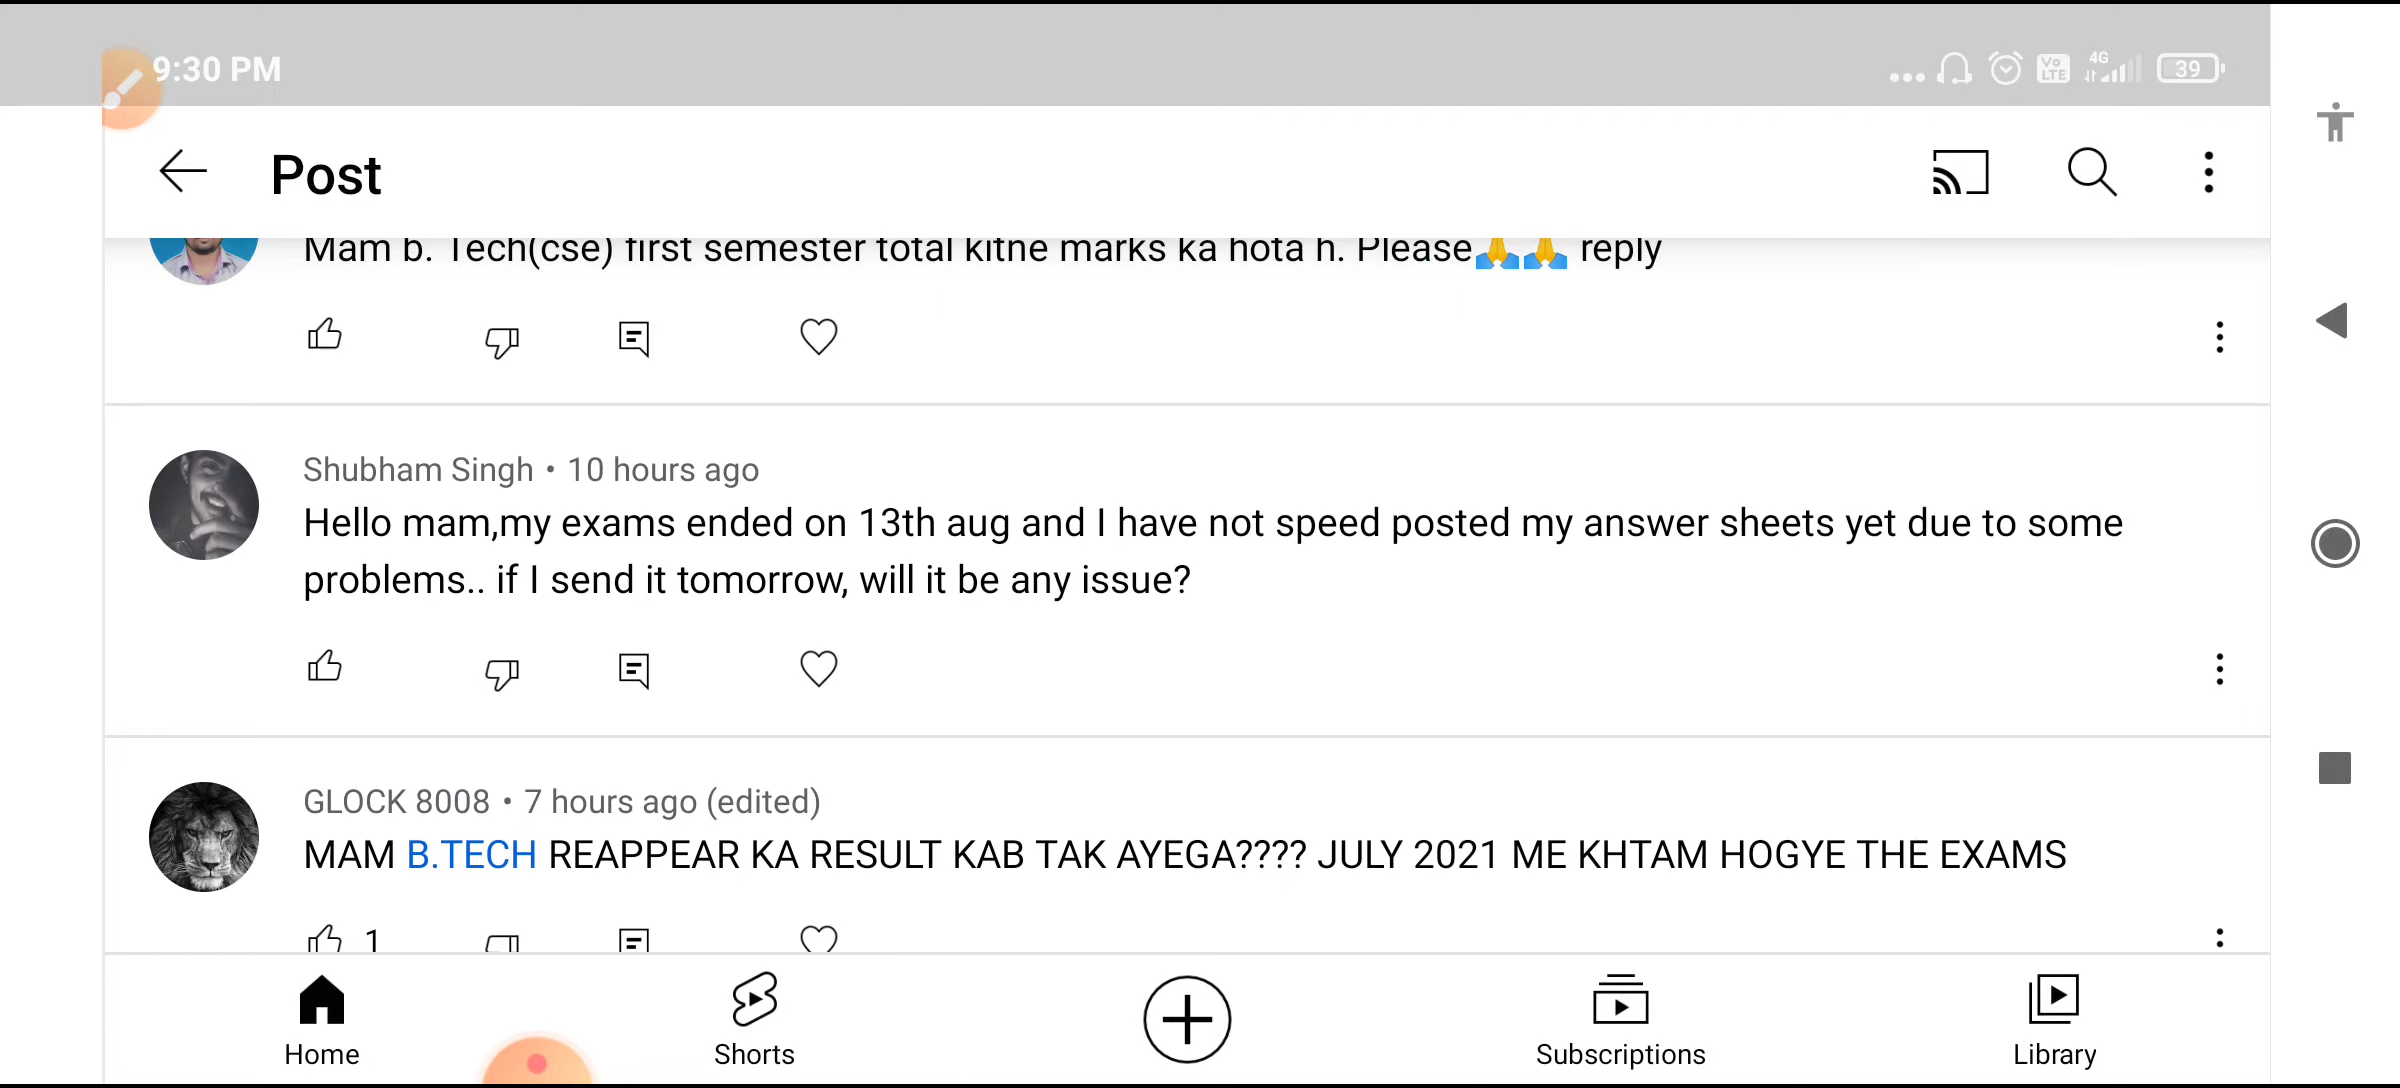 9:30 PM
Vo LTE
4G
39
Post
Mam b. Tech(cse) first semester total kitne marks ka hota h. Please🙏🙏 reply
Shubham Singh • 10 hours ago
Hello mam,my exams ended on 13th aug and I have not speed posted my answer sheets yet due to some
problems.. if I send it tomorrow, will it be any issue?
GLOCK 8008 • 7 hours ago (edited)
MAM B.TECH REAPPEAR KA RESULT KAB TAK AYEGA???? JULY 2021 ME KHTAM HOGYE THE EXAMS
1
Home
Shorts
Subscriptions
Library